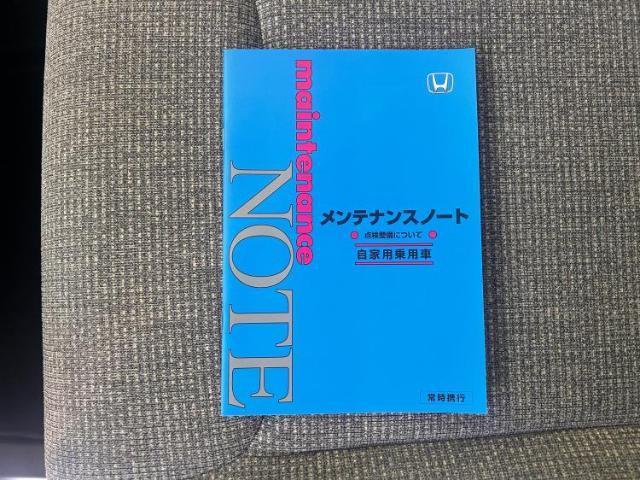 maintenance
NOTE
メンテナンスノート
点検整備について
自家用乗用車
常時携行